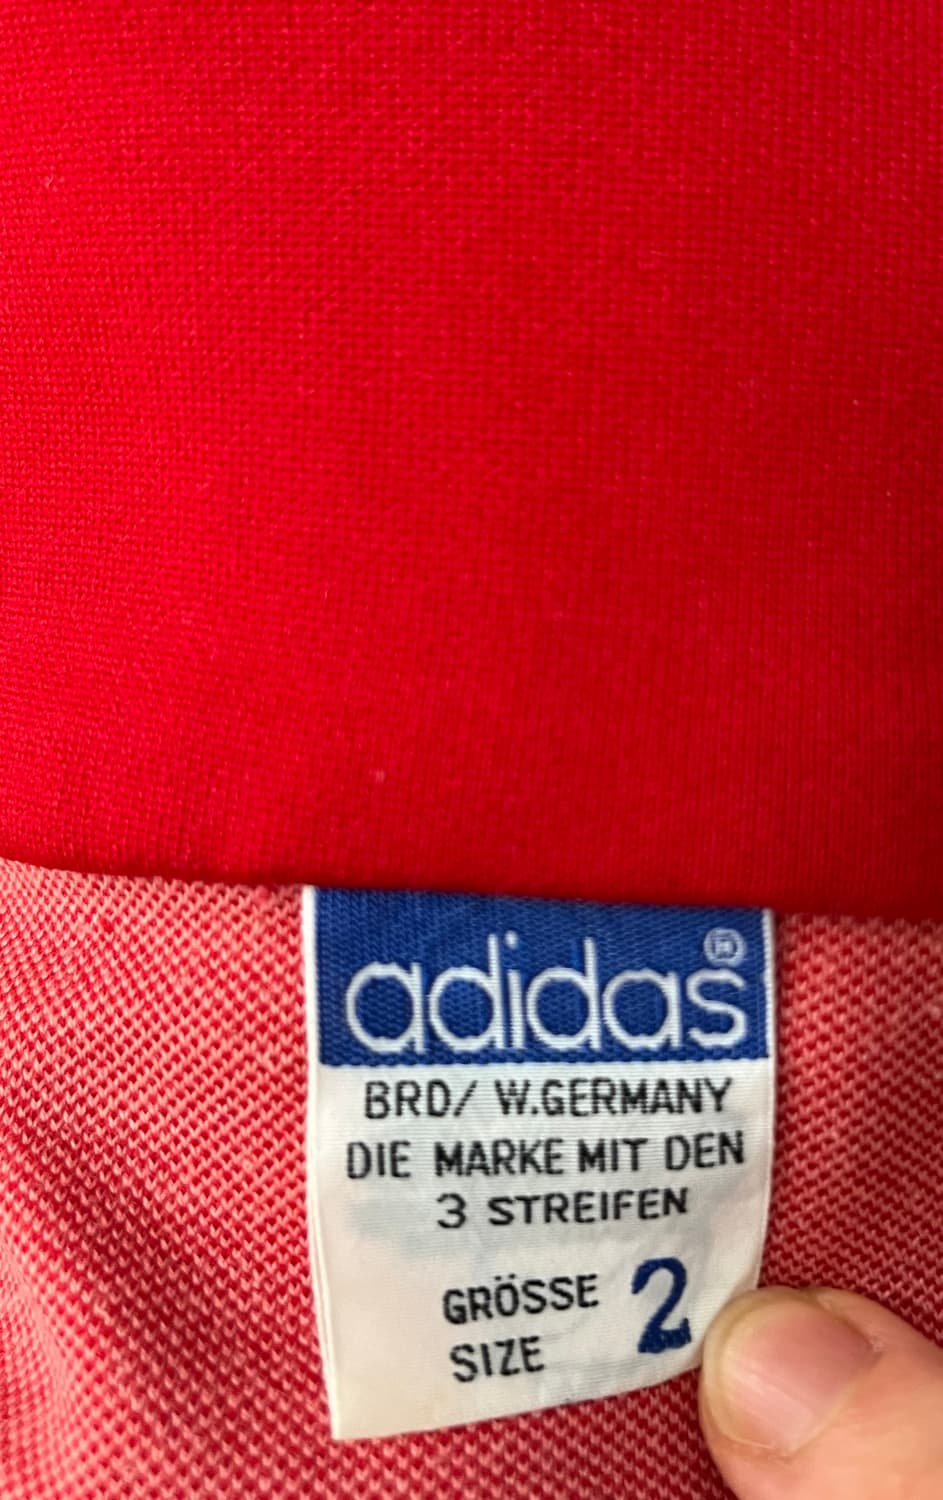 adidas®
BRD/ W.GERMANY
DIE MARKE MIT DEN
3 STREIFEN
GRÖSSE 2
SIZE